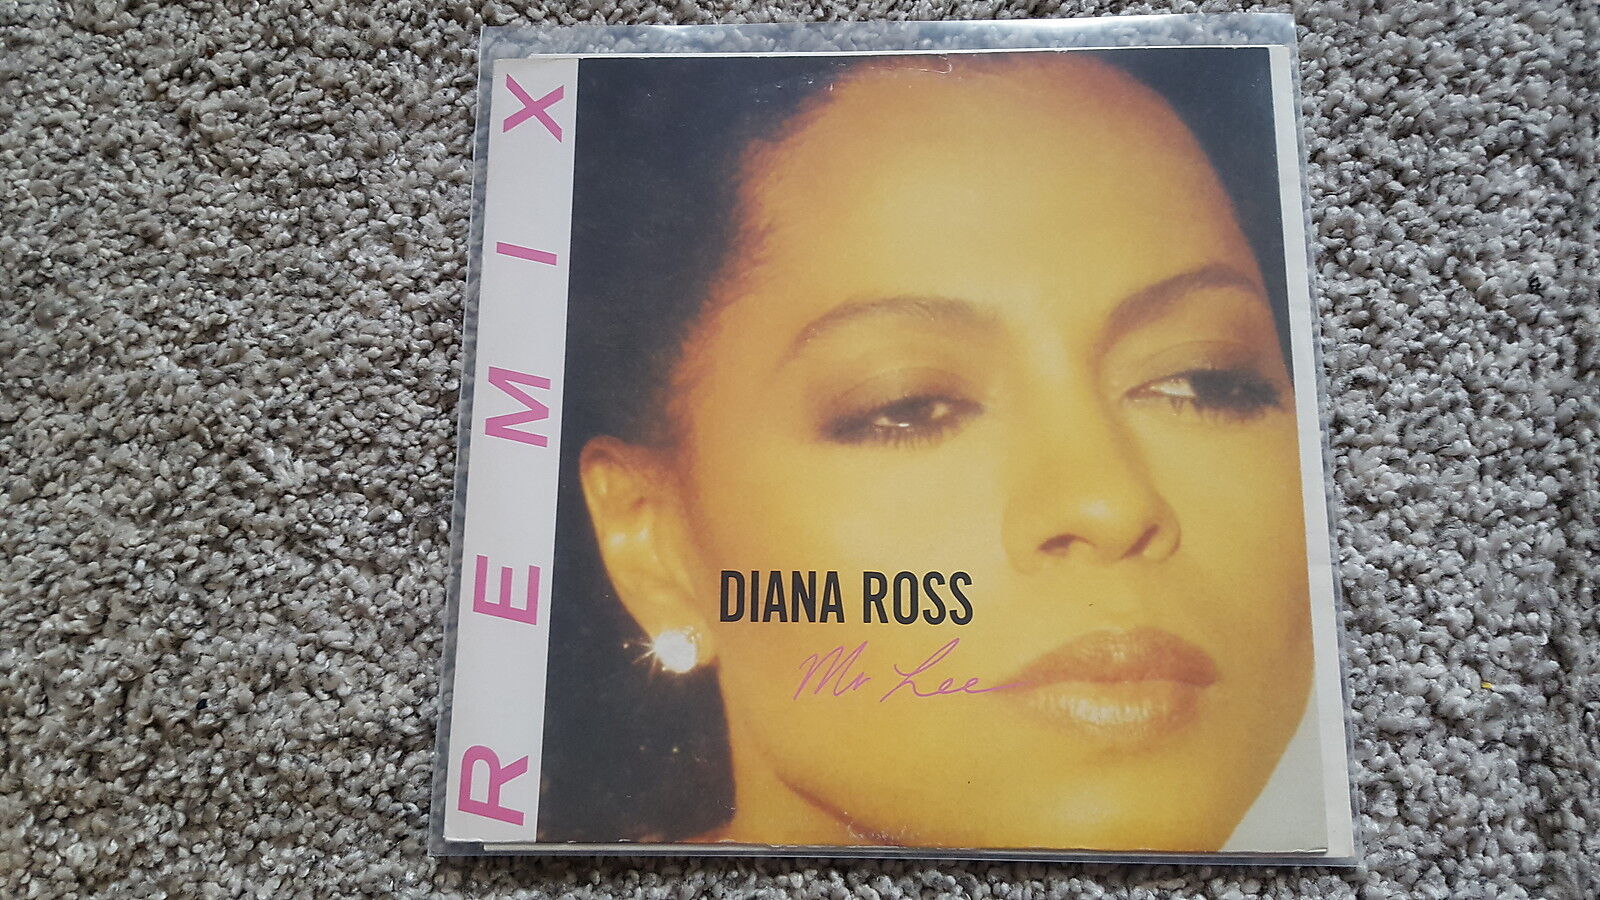 REMIX
DIANA ROSS
Mr Lee